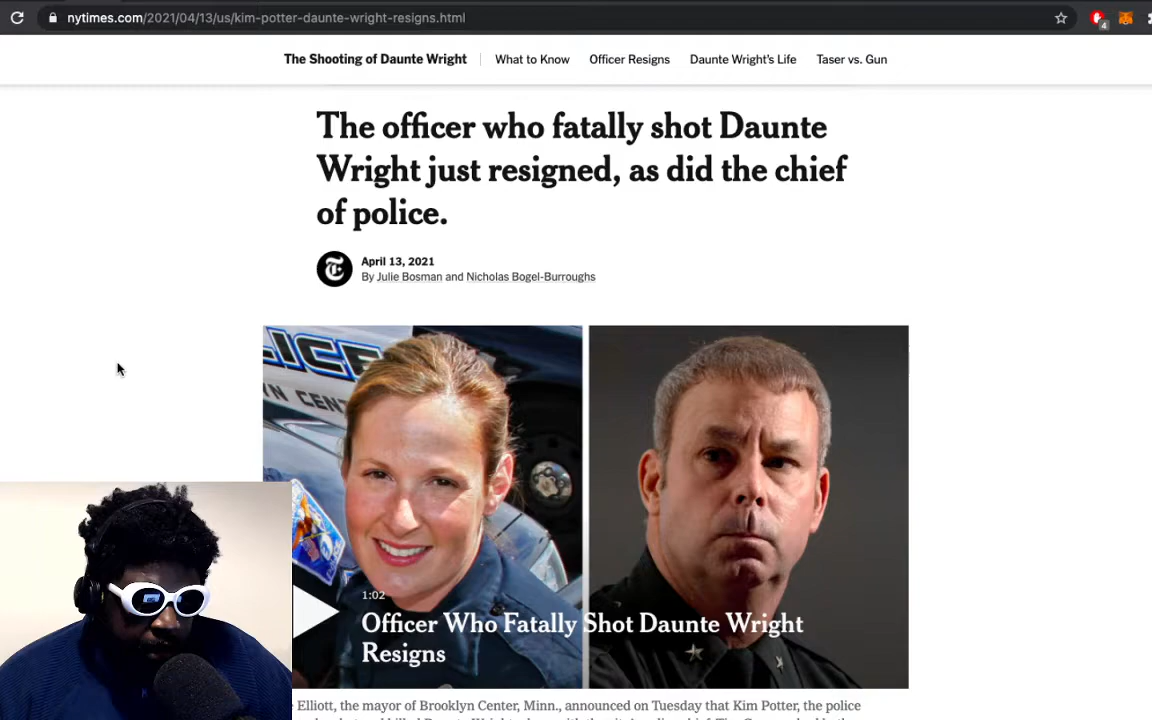 nytimes.com/2021/04/13/us/kim-potter-daunte-wright-resigns.html
4
The Shooting of Daunte Wright What to Know Officer Resigns Daunte Wright's Life Taser vs. Gun
The officer who fatally shot Daunte
Wright just resigned, as did the chief
of police.
April 13, 2021
By Julie Bosman and Nicholas Bogel-Burroughs
LICE
N CENT
1:02
Officer Who Fatally Shot Daunte Wright
Resigns
Elliott, the mayor of Brooklyn Center, Minn., announced on Tuesday that Kim Potter, the police